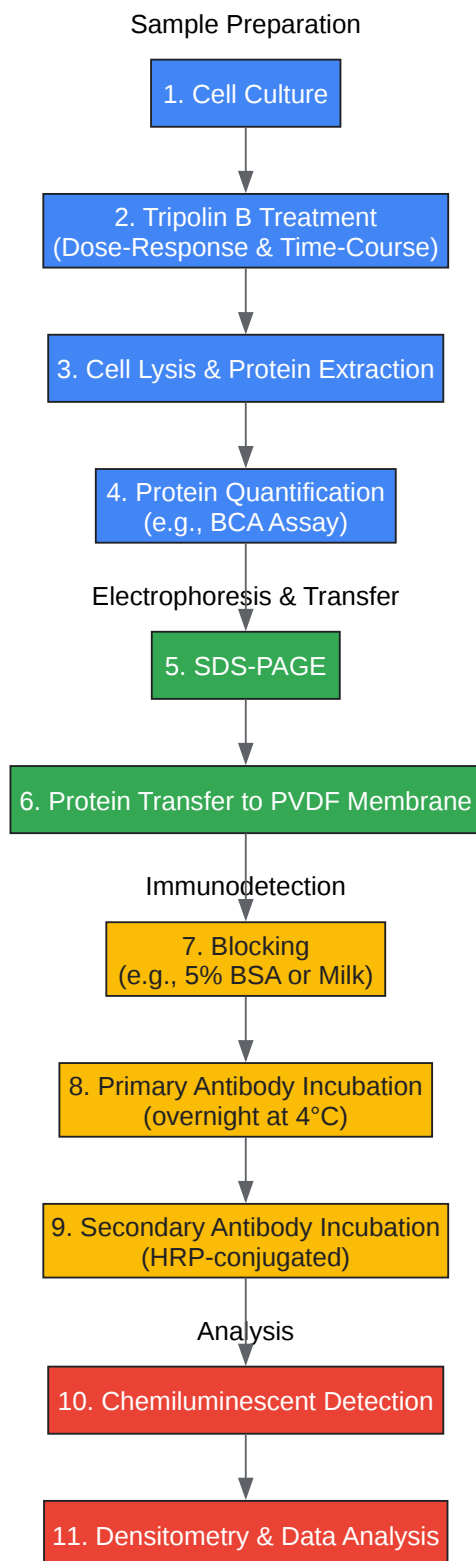 Sample Preparation
1. Cell Culture
2. Tripolin B Treatment
(Dose-Response & Time-Course)
3. Cell Lysis & Protein Extraction
4. Protein Quantification
(e.g., BCA Assay)
Electrophoresis & Transfer
5. SDS-PAGE
6. Protein Transfer to PVDF Membrane
Immunodetection
7. Blocking
(e.g., 5% BSA or Milk)
8. Primary Antibody Incubation
(overnight at 4°C)
9. Secondary Antibody Incubation
(HRP-conjugated)
Analysis
10. Chemiluminescent Detection
11. Densitometry & Data Analysis